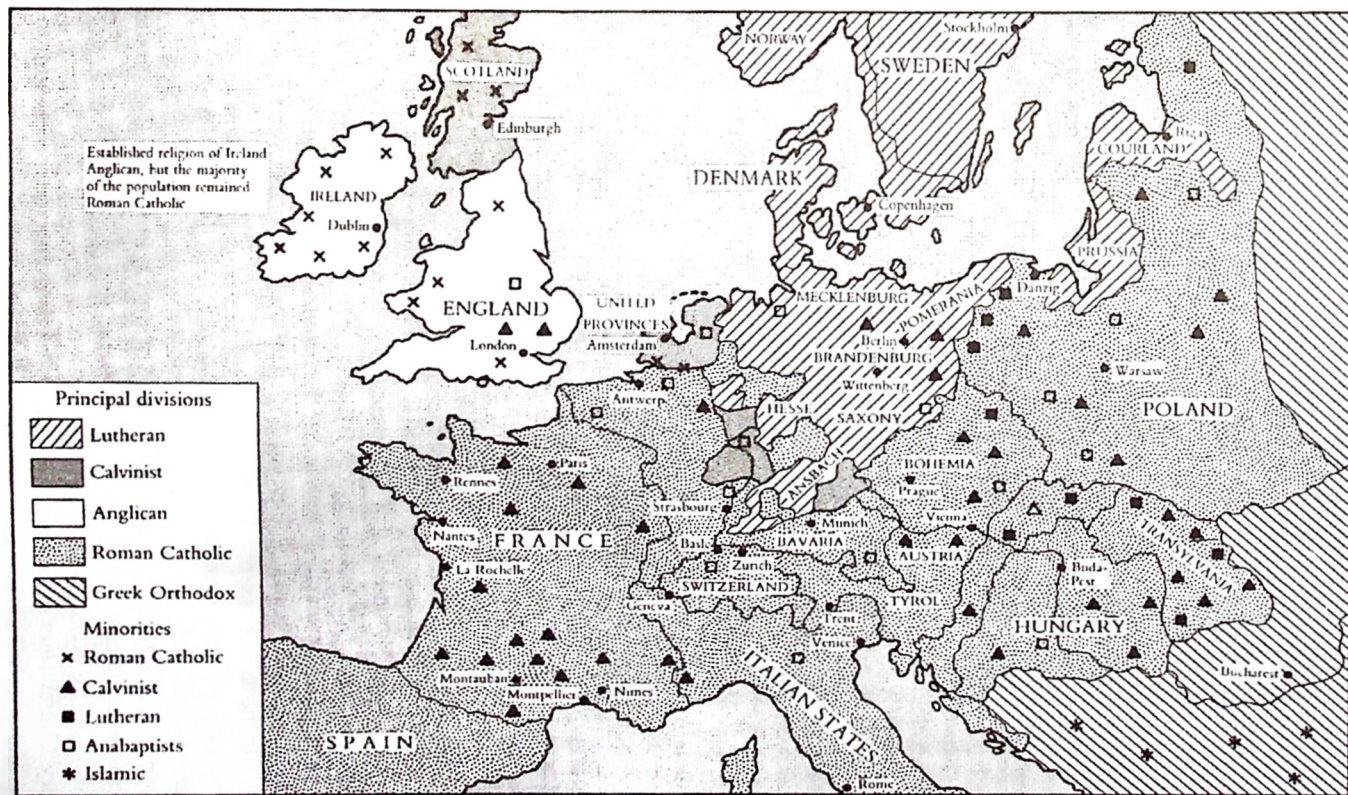 NORWAY
Stockholm
SWEDEN
SCOTLAND
Edinburgh
Riga
COURLAND
Established religion of Ireland
Anglican, but the majority
of the population remained
Roman Catholic
IRELAND
Dublin
DENMARK
Copenhagen
PRUSSIA
Danzig
ENGLAND
London
UNITED
PROVINCES
Amsterdam
MECKLENBURG
POMERANIA
Berlin
BRANDENBURG
Wittenberg
Warsaw
POLAND
Antwerp
HESSE
SAXONY
ANSBACH
BOHEMIA
Prague
Principal divisions
Lutheran
Calvinist
Anglican
Roman Catholic
Greek Orthodox
Minorities
Roman Catholic
Calvinist
Lutheran
Anabaptists
Islamic
Rennes
Paris
Strasbourg
Munich
Vienna
Nantes
FRANCE
Basle
BAVARIA
AUSTRIA
TRANSYLVANIA
La Rochelle
Zurich
SWITZERLAND
Geneva
TYROL
Buda-
Pest
Trent
Venice
HUNGARY
Montauban
Montpellier
Nimes
ITALIAN STATES
Bucharest
SPAIN
Rome